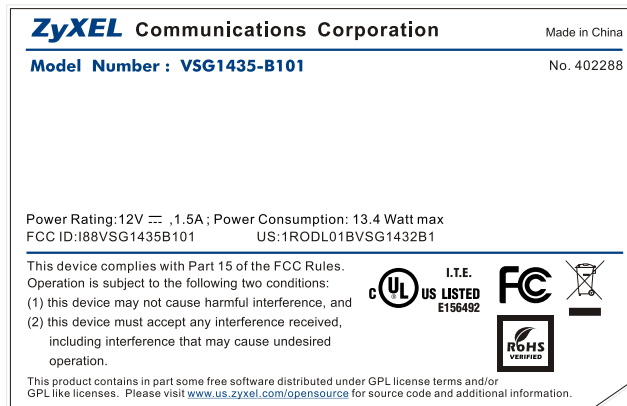 ZyXEL Communications Corporation Made in China
Model Number : VSG1435-B101 No. 402288
Power Rating:12V ⎓ ,1.5A ; Power Consumption: 13.4 Watt max
FCC ID:I88VSG1435B101 US:1RODL01BVSG1432B1
This device complies with Part 15 of the FCC Rules.
Operation is subject to the following two conditions:
(1) this device may not cause harmful interference, and
(2) this device must accept any interference received,
including interference that may cause undesired
operation.
I.T.E.
C UL US LISTED
E156492
FC
RoHS
VERIFIED
This product contains in part some free software distributed under GPL license terms and/or
GPL like licenses. Please visit www.us.zyxel.com/opensource for source code and additional information.